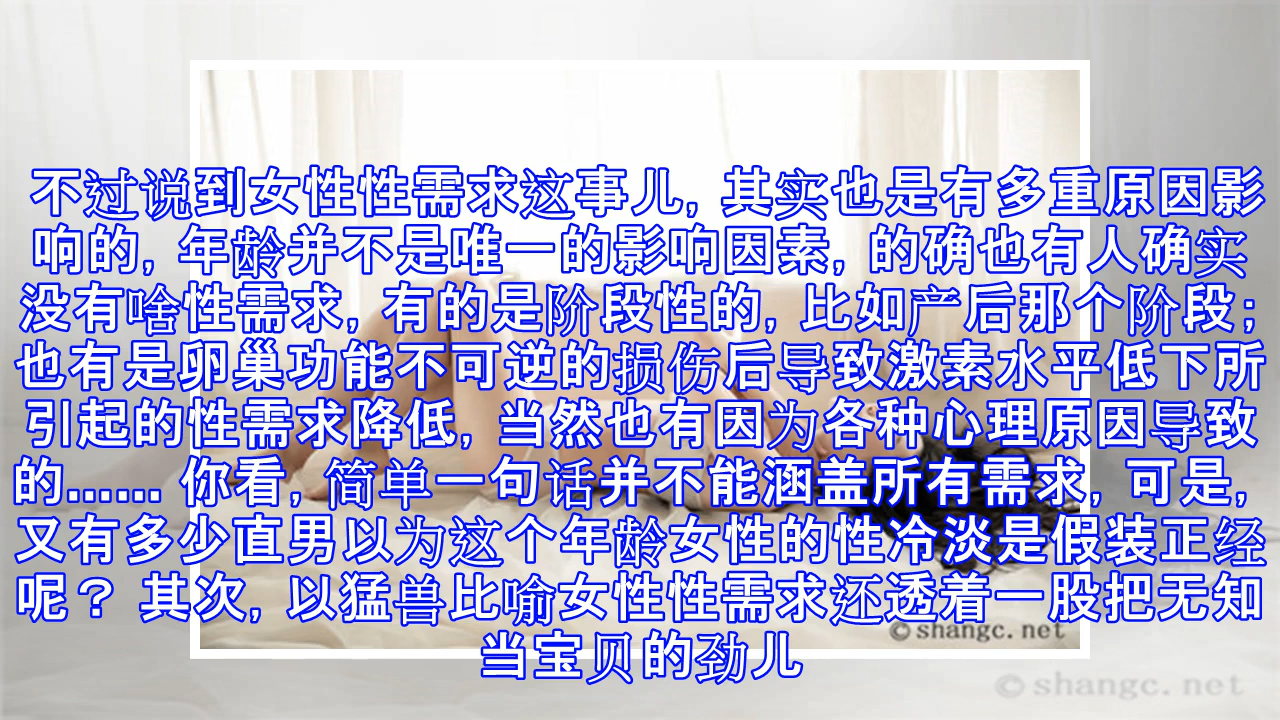 不过说到女性性需求这事儿, 其实也是有多重原因影
响的, 年龄并不是唯一的影响因素, 的确也有人确实
没有啥性需求, 有的是阶段性的, 比如产后那个阶段;
也有是卵巢功能不可逆的损伤后导致激素水平低下所
引起的性需求降低, 当然也有因为各种心理原因导致
的...... 你看, 简单一句话并不能涵盖所有需求, 可是,
又有多少直男以为这个年龄女性的性冷淡是假装正经
呢? 其次, 以猛兽比喻女性性需求还透着一股把无知
© shangc.net
当宝贝的劲儿
© shangc.net